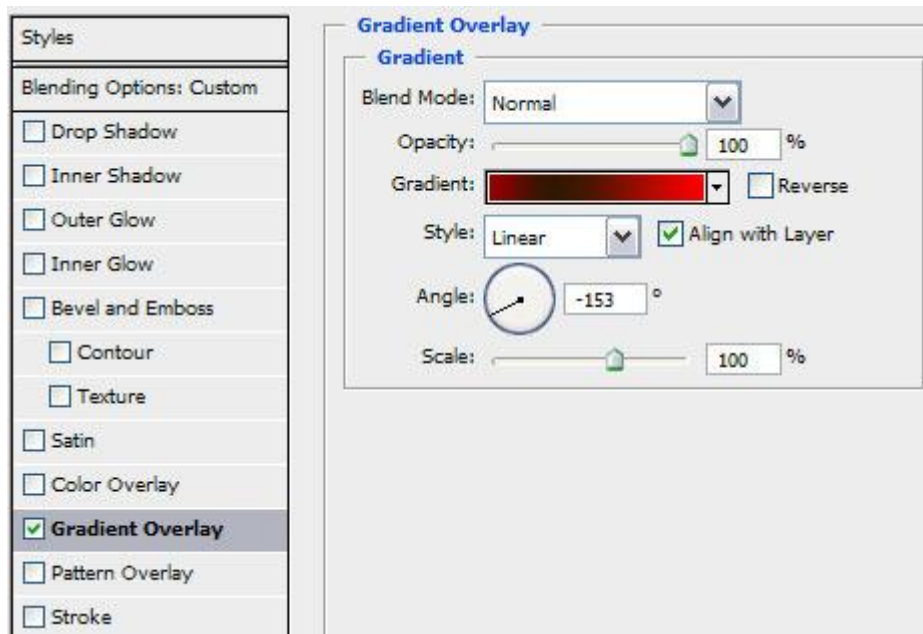 Styles
Blending Options: Custom
Drop Shadow
Inner Shadow
Outer Glow
Inner Glow
Bevel and Emboss
Contour
Texture
Satin
Color Overlay
Gradient Overlay
Pattern Overlay
Stroke
Gradient Overlay
Gradient
Blend Mode: Normal
Opacity: 100 %
Gradient: Reverse
Style: Linear Align with Layer
Angle: -153 °
Scale: 100 %